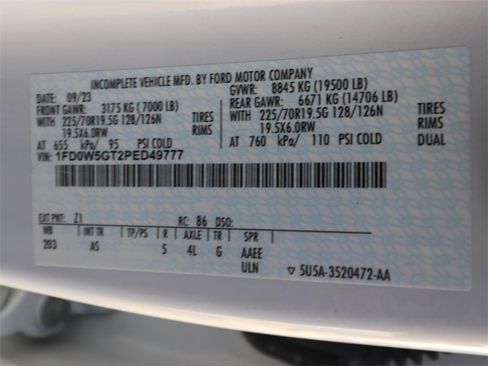 INCOMPLETE VEHICLE MFD. BY FORD MOTOR COMPANY
DATE: 09/23 GVWR: 8845 KG (19500 LB)
FRONT GAWR: 3175 KG (7000 LB) REAR GAWR: 6671 KG (14706 LB)
225/70R19.5G 128/126N TIRES 225/70R19.5G 128/126N TIRES
19.5X6.0RW RIMS 19.5X6.0RW RIMS
AT 655 kPa/ 95 PSI COLD AT 760 kPa/ 110 PSI COLD DUAL
VIN: 1FD0W5GT2PED49777
EXT PNT: Z1 RC: 86 DSO:
WB INT TR TP/PS R AXLE TR SPR
203 AS S 4L G AAEE
ULN 5U5A-3520472-AA